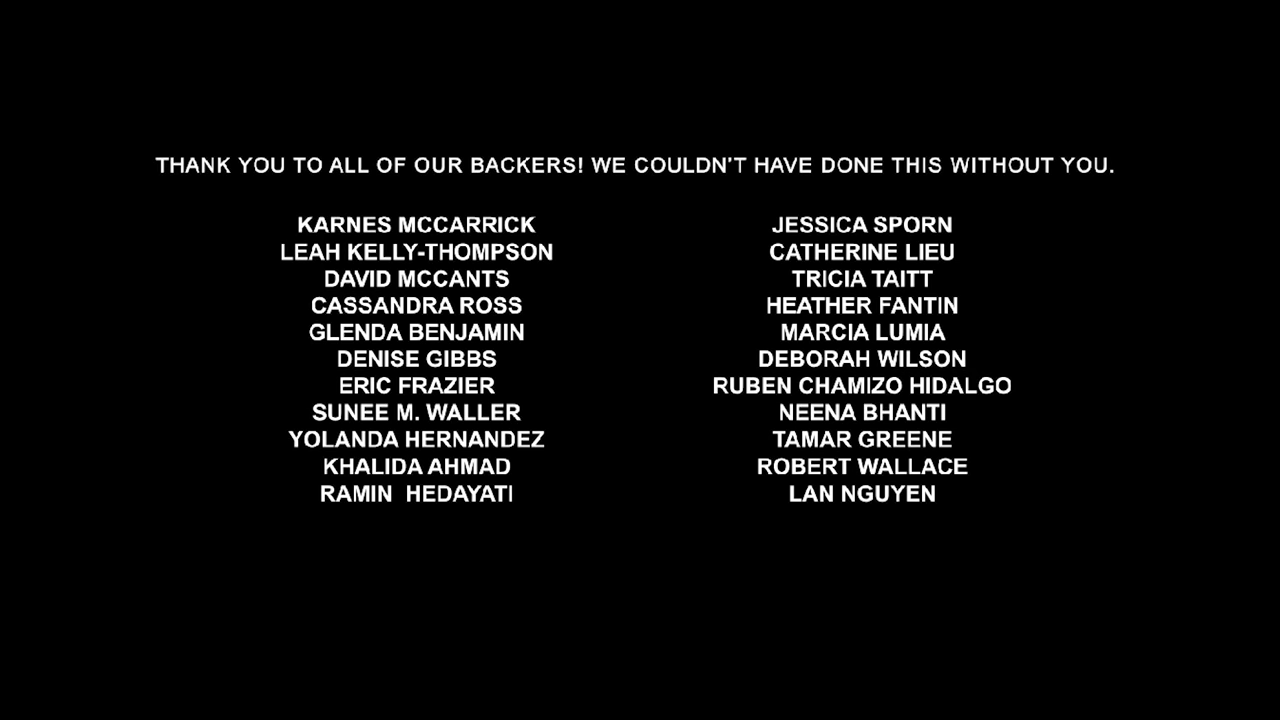 THANK YOU TO ALL OF OUR BACKERS! WE COULDN'T HAVE DONE THIS WITHOUT YOU.
KARNES MCCARRICK
LEAH KELLY-THOMPSON
DAVID MCCANTS
CASSANDRA ROSS
GLENDA BENJAMIN
DENISE GIBBS
ERIC FRAZIER
SUNEE M. WALLER
YOLANDA HERNANDEZ
KHALIDA AHMAD
RAMIN  HEDAYATI
JESSICA SPORN
CATHERINE LIEU
TRICIA TAITT
HEATHER FANTIN
MARCIA LUMIA
DEBORAH WILSON
RUBEN CHAMIZO HIDALGO
NEENA BHANTI
TAMAR GREENE
ROBERT WALLACE
LAN NGUYEN